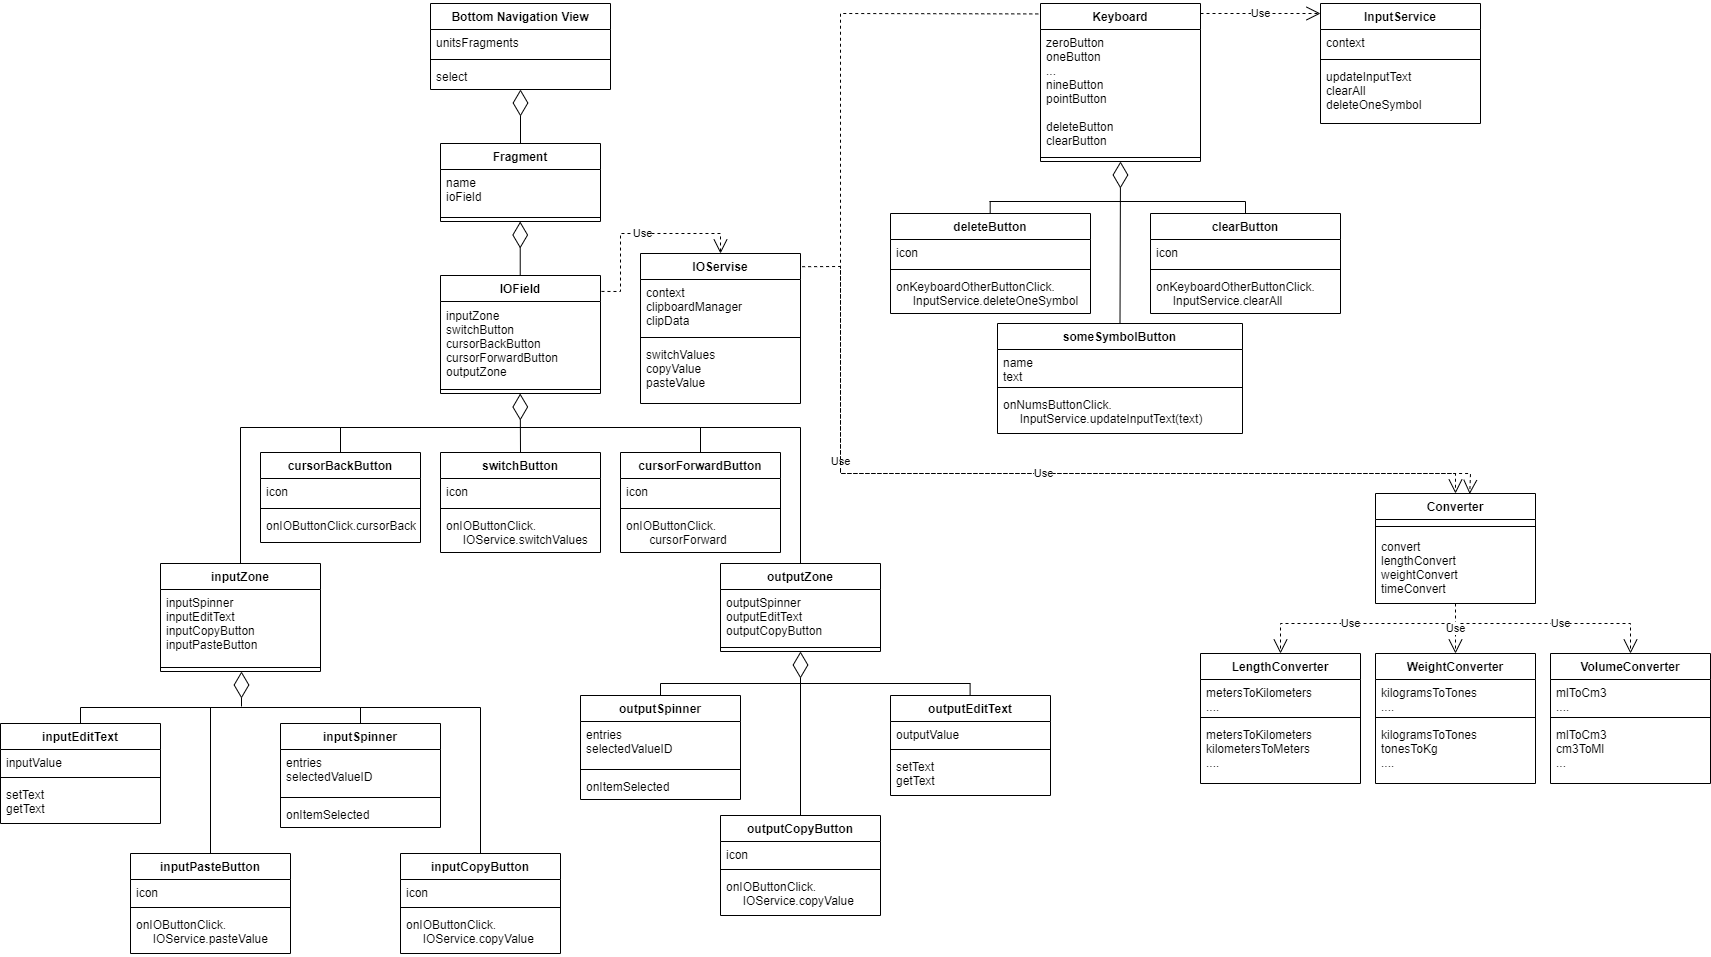 Bottom Navigation View
unitsFragments
select
Fragment
name
ioField
IOField
inputZone
switchButton
cursorBackButton
cursorForwardButton
outputZone
Use
IOServise
context
clipboardManager
clipData
switchValues
copyValue
pasteValue
Keyboard
zeroButton
oneButton
...
nineButton
pointButton
deleteButton
clearButton
Use
InputService
context
updateInputText
clearAll
deleteOneSymbol
deleteButton
icon
onKeyboardOtherButtonClick.
InputService.deleteOneSymbol
clearButton
icon
onKeyboardOtherButtonClick.
InputService.clearAll
someSymbolButton
name
text
onNumsButtonClick.
InputService.updateInputText(text)
cursorBackButton
icon
onIOButtonClick.cursorBack
switchButton
icon
onIOButtonClick.
IOService.switchValues
cursorForwardButton
icon
onIOButtonClick.
cursorForward
Use
Use
Converter
convert
lengthConvert
weightConvert
timeConvert
Use
Use
Use
LengthConverter
metersToKilometers
....
metersToKilometers
kilometersToMeters
....
WeightConverter
kilogramsToTones
....
kilogramsToTones
tonesToKg
....
VolumeConverter
mlToCm3
....
mlToCm3
cm3ToMl
...
inputZone
inputSpinner
inputEditText
inputCopyButton
inputPasteButton
outputZone
outputSpinner
outputEditText
outputCopyButton
inputEditText
inputValue
setText
getText
inputSpinner
entries
selectedValueID
onItemSelected
outputSpinner
entries
selectedValueID
onItemSelected
outputEditText
outputValue
setText
getText
inputPasteButton
icon
onIOButtonClick.
IOService.pasteValue
inputCopyButton
icon
onIOButtonClick.
IOService.copyValue
outputCopyButton
icon
onIOButtonClick.
IOService.copyValue